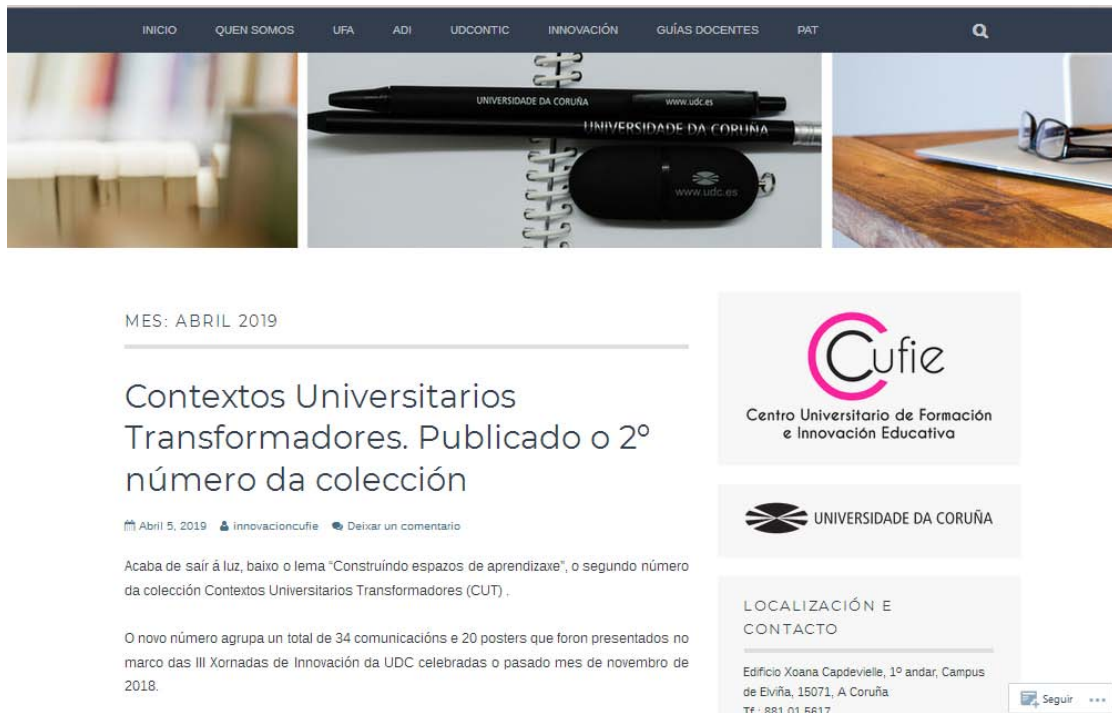 INICIO QUEN SOMOS UFA ADI UDCONTIC INNOVACIÓN GUÍAS DOCENTES PAT
UNIVERSIDADE DA CORUÑA www.udc.es
UNIVERSIDADE DA CORUÑA
www.udc.es
MES: ABRIL 2019
Contextos Universitarios
Transformadores. Publicado o 2º
número da colección
Abril 5, 2019 innovacioncufie Deixar un comentario
Acaba de saír á luz, baixo o lema “Construíndo espazos de aprendizaxe”, o segundo número
da colección Contextos Universitarios Transformadores (CUT) .
O novo número agrupa un total de 34 comunicacións e 20 posters que foron presentados no
marco das III Xornadas de Innovación da UDC celebradas o pasado mes de novembro de
2018.
Cufie
Centro Universitario de Formación
e Innovación Educativa
UNIVERSIDADE DA CORUÑA
LOCALIZACIÓN E
CONTACTO
Edificio Xoana Capdevielle, 1º andar, Campus
de Elviña, 15071, A Coruña
Tf.: 881 01 5617
Seguir